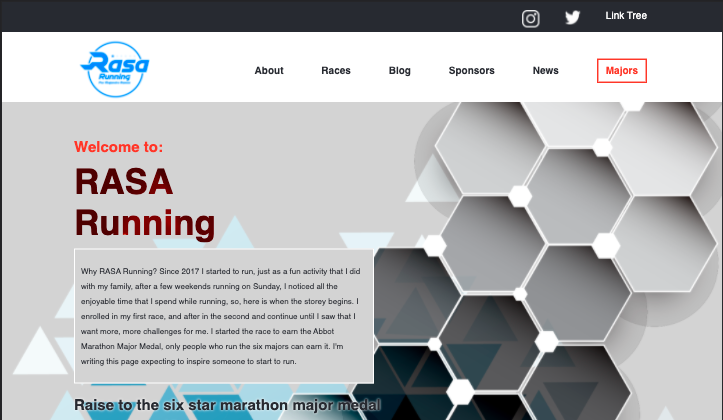 Link Tree
Rasa
Running
About Races Blog Sponsors News Majors
Welcome to:
RASA
Running
Why RASA Running? Since 2017 I started to run, just as a fun activity that I did
with my family, after a few weekends running on Sunday, I noticed all the
enjoyable time that I spend while running, so, here is when the storey begins. I
enrolled in my first race, and after in the second and continue until I saw that I
want more, more challenges for me. I started the race to earn the Abbot
Marathon Major Medal, only people who run the six majors can earn it. I'm
writing this page expecting to inspire someone to start to run.
Raise to the six star marathon major medal